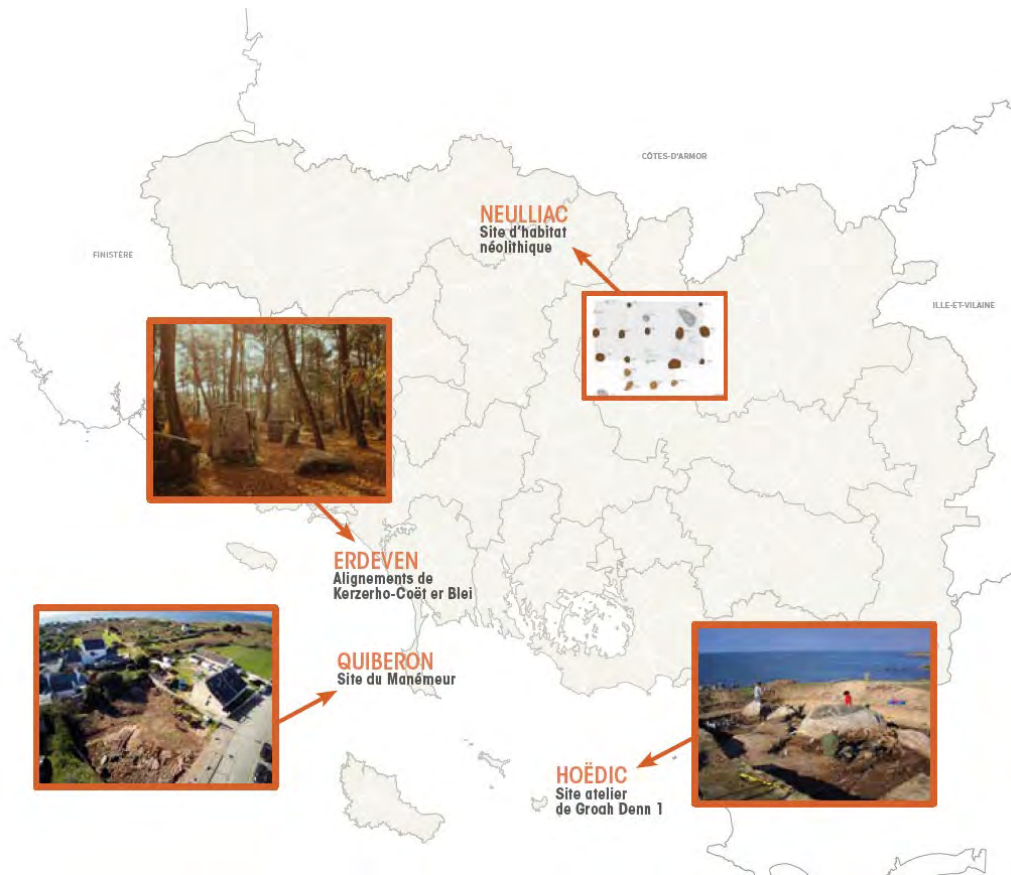 CÔTES-D'ARMOR
NEULLIAC
Site d'habitat
néolithique
FINISTÈRE
ILLE-ET-VILAINE
ERDEVEN
Alignements de
Kerzerho-Coët er Blei
QUIBERON
Site du Manémeur
HOËDIC
Site atelier
de Groah Denn 1